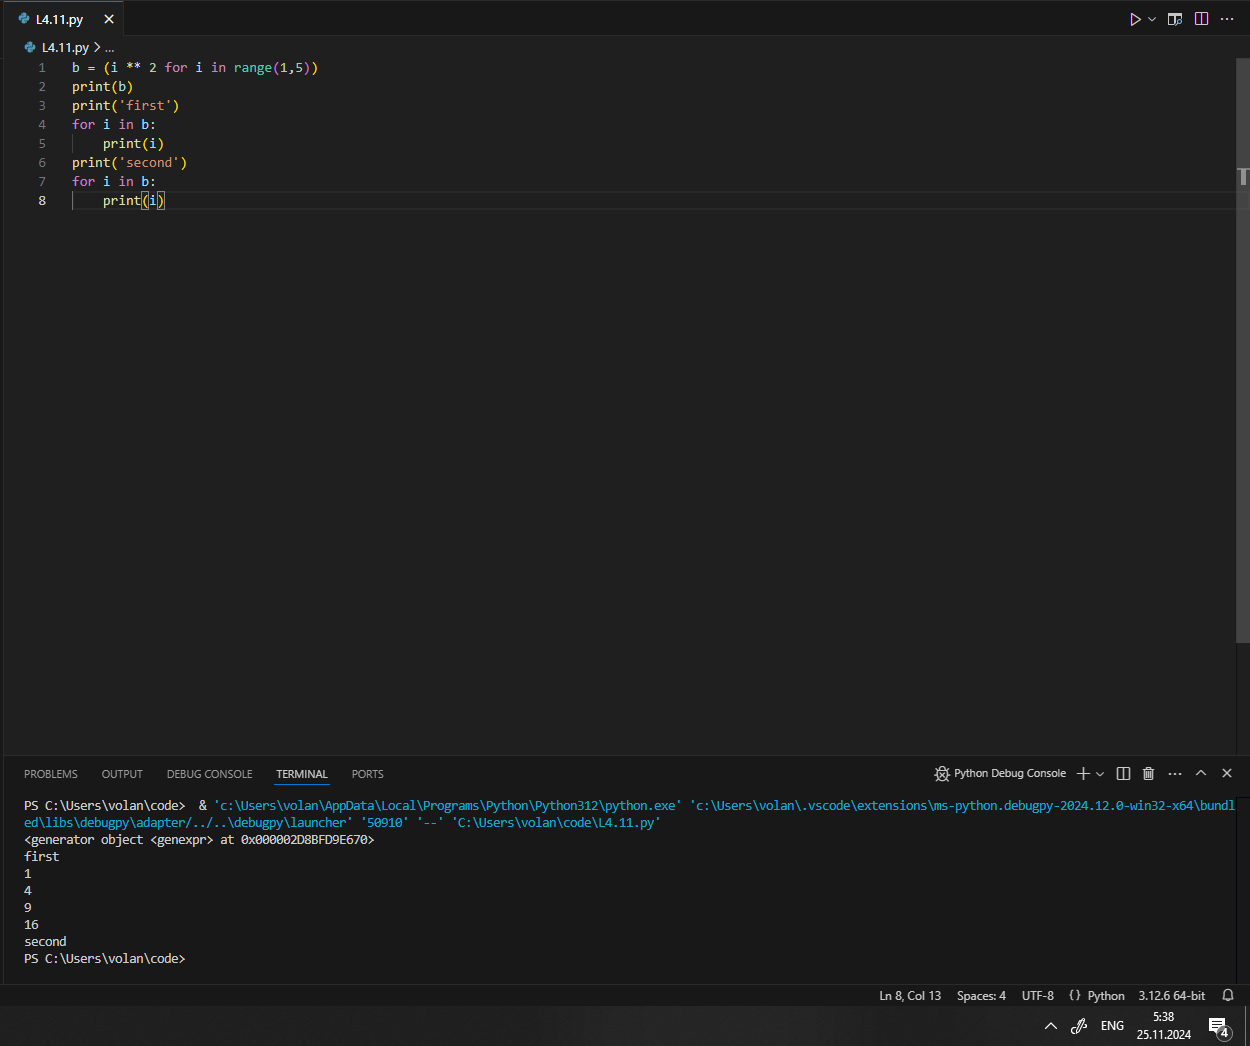 L4.11.py
L4.11.py > ...
1 b = (i ** 2 for i in range(1,5))
2 print(b)
3 print('first')
4 for i in b:
5     print(i)
6 print('second')
7 for i in b:
8     print(i)
PROBLEMS OUTPUT DEBUG CONSOLE TERMINAL PORTS Python Debug Console
PS C:\Users\volan\code>  & 'c:\Users\volan\AppData\Local\Programs\Python\Python312\python.exe' 'c:\Users\volan\.vscode\extensions\ms-python.debugpy-2024.12.0-win32-x64\bundl
ed\libs\debugpy\adapter/../..\debugpy\launcher' '50910' '--' 'C:\Users\volan\code\L4.11.py'
<generator object <genexpr> at 0x000002D8BFD9E670>
first
1
4
9
16
second
PS C:\Users\volan\code>
Ln 8, Col 13 Spaces: 4 UTF-8 {} Python 3.12.6 64-bit
ENG
5:38
25.11.2024
4